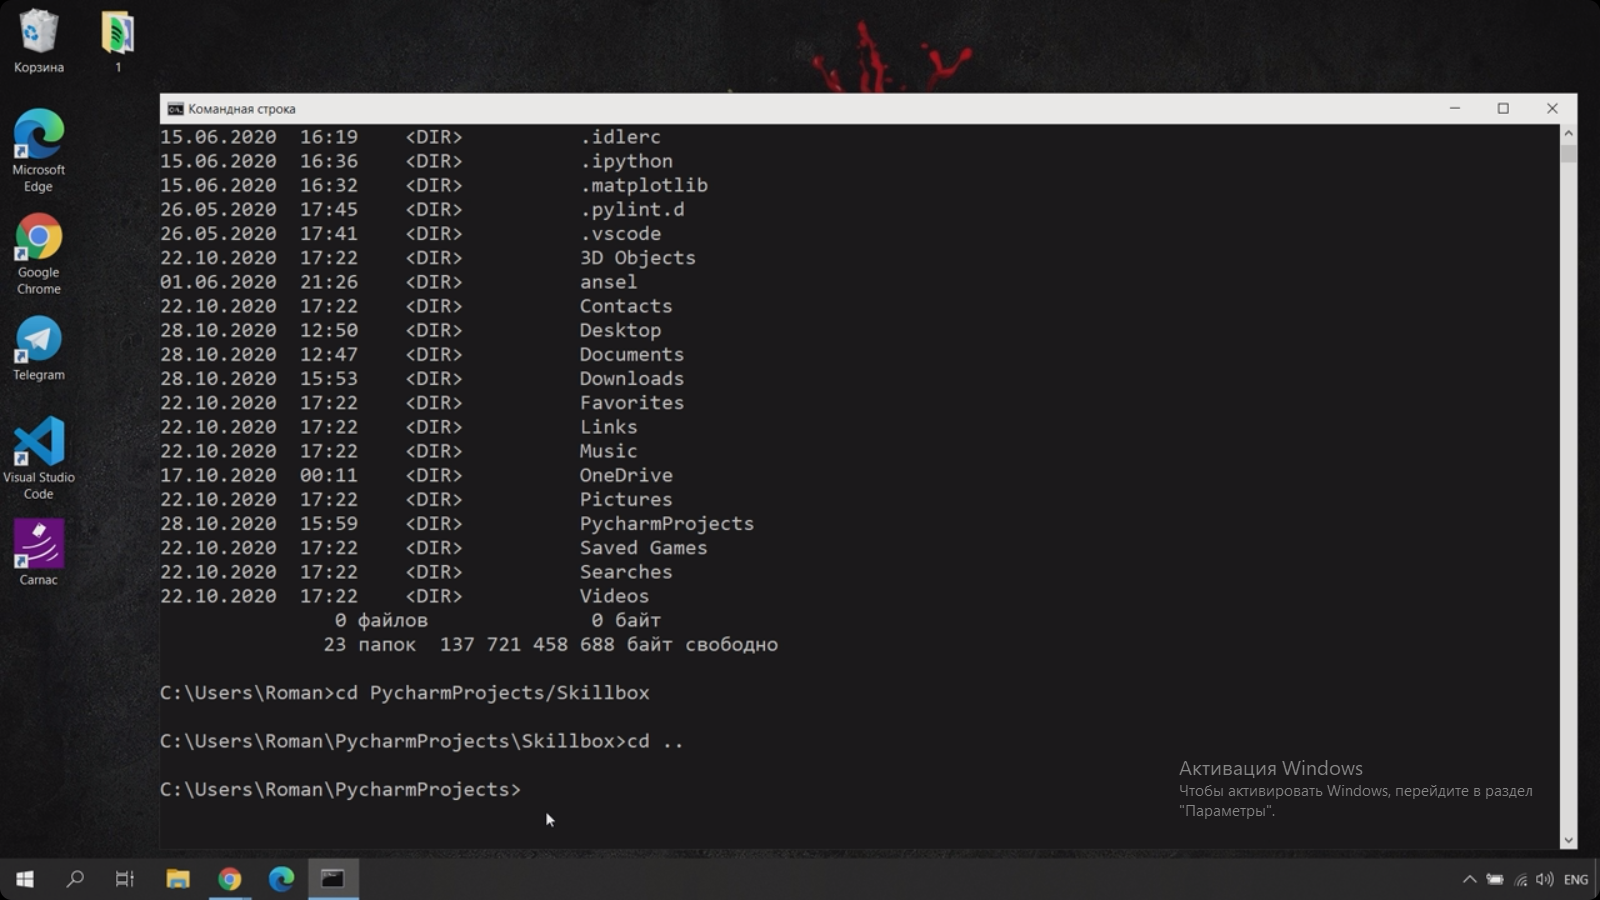 Корзина
1
Microsoft
Edge
Google
Chrome
Telegram
Visual Studio
Code
Carnac
Командная строка
15.06.2020  16:19    <DIR>          .idlerc
15.06.2020  16:36    <DIR>          .ipython
15.06.2020  16:32    <DIR>          .matplotlib
26.05.2020  17:45    <DIR>          .pylint.d
26.05.2020  17:41    <DIR>          .vscode
22.10.2020  17:22    <DIR>          3D Objects
01.06.2020  21:26    <DIR>          ansel
22.10.2020  17:22    <DIR>          Contacts
28.10.2020  12:50    <DIR>          Desktop
28.10.2020  12:47    <DIR>          Documents
28.10.2020  15:53    <DIR>          Downloads
22.10.2020  17:22    <DIR>          Favorites
22.10.2020  17:22    <DIR>          Links
22.10.2020  17:22    <DIR>          Music
17.10.2020  00:11    <DIR>          OneDrive
22.10.2020  17:22    <DIR>          Pictures
28.10.2020  15:59    <DIR>          PycharmProjects
22.10.2020  17:22    <DIR>          Saved Games
22.10.2020  17:22    <DIR>          Searches
22.10.2020  17:22    <DIR>          Videos
0 файлов              0 байт
23 папок  137 721 458 688 байт свободно
C:\Users\Roman>cd PycharmProjects/Skillbox
C:\Users\Roman\PycharmProjects\Skillbox>cd ..
C:\Users\Roman\PycharmProjects>
Активация Windows
Чтобы активировать Windows, перейдите в раздел
"Параметры".
ENG